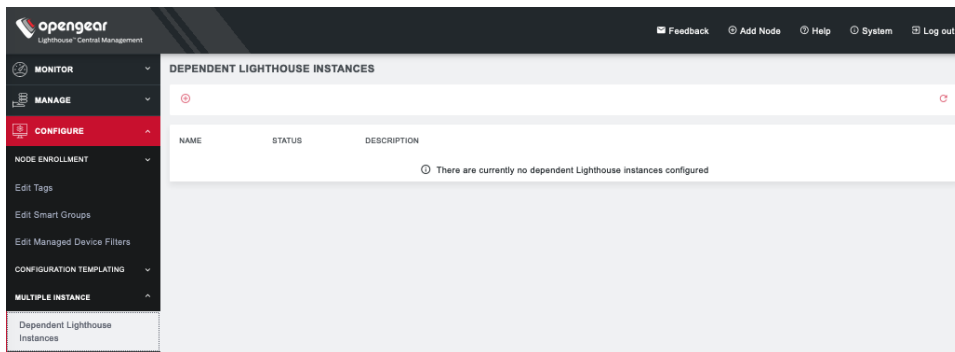 opengear
Lighthouse™ Central Management
Feedback
Add Node
Help
System
Log out
MONITOR
MANAGE
CONFIGURE
NODE ENROLLMENT
Edit Tags
Edit Smart Groups
Edit Managed Device Filters
CONFIGURATION TEMPLATING
MULTIPLE INSTANCE
Dependent Lighthouse
Instances
DEPENDENT LIGHTHOUSE INSTANCES
NAME STATUS DESCRIPTION
There are currently no dependent Lighthouse instances configured